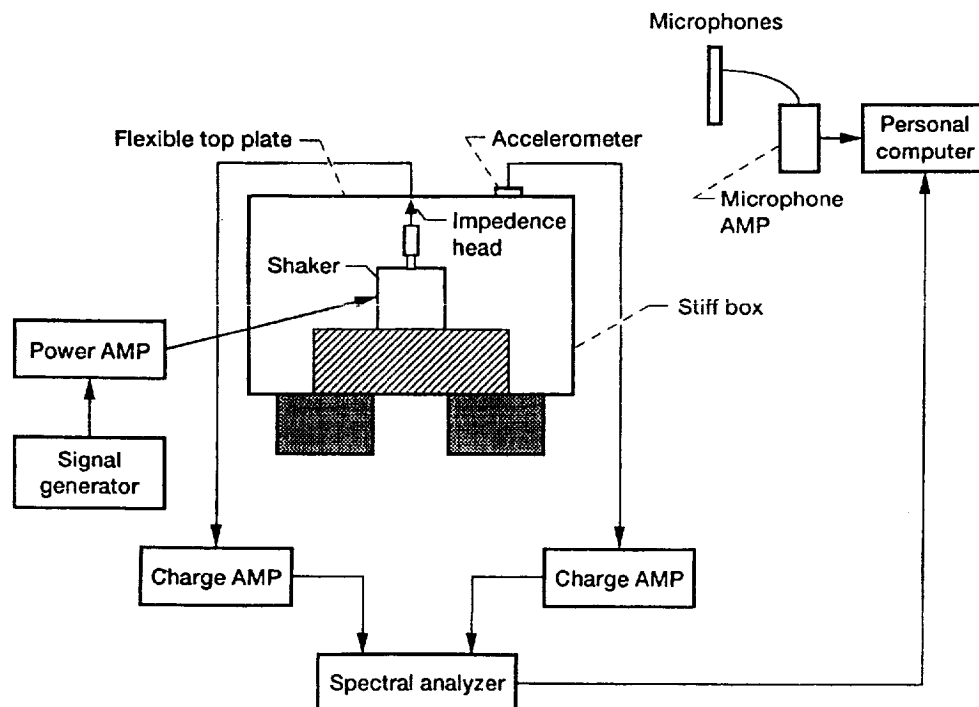 Microphones
Flexible top plate
Accelerometer
Personal
computer
Microphone
AMP
Impedence
head
Shaker
Stiff box
Power AMP
Signal
generator
Charge AMP
Charge AMP
Spectral analyzer